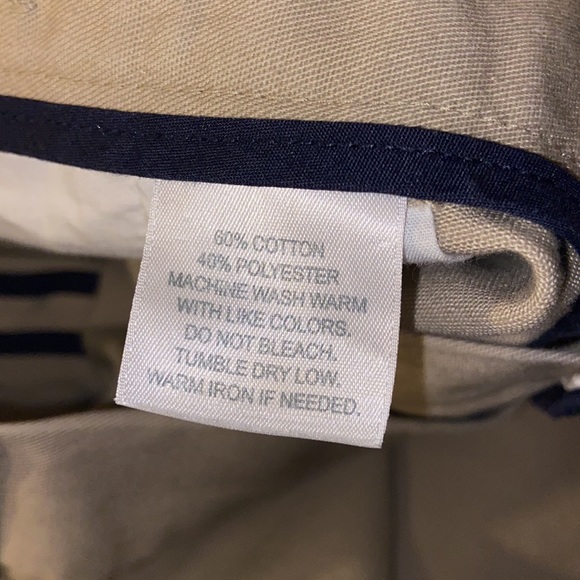 60% COTTON
40% POLYESTER
MACHINE WASH WARM
WITH LIKE COLORS.
DO NOT BLEACH.
TUMBLE DRY LOW.
WARM IRON IF NEEDED.